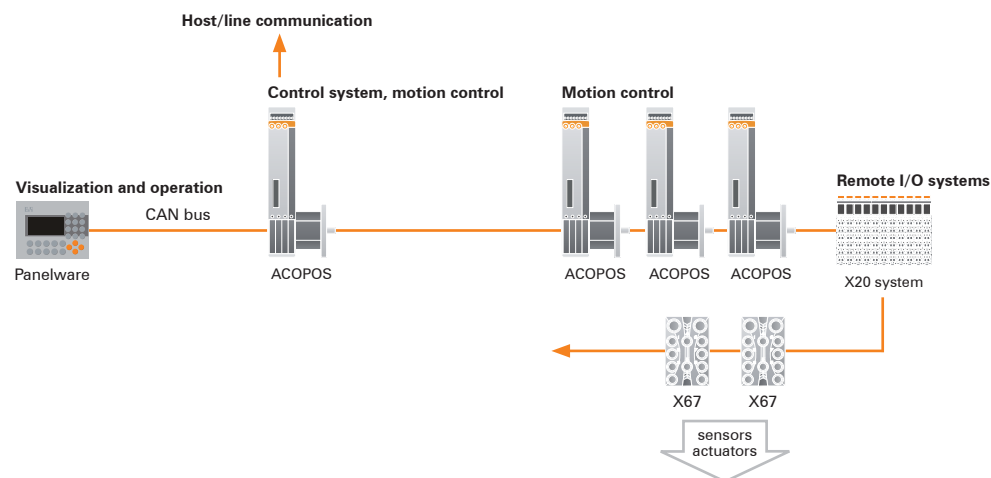 Host/line communication
Control system, motion control
Motion control
Visualization and operation
Remote I/O systems
CAN bus
Panelware
ACOPOS
ACOPOS
ACOPOS
ACOPOS
X20 system
X67
X67
sensors
actuators